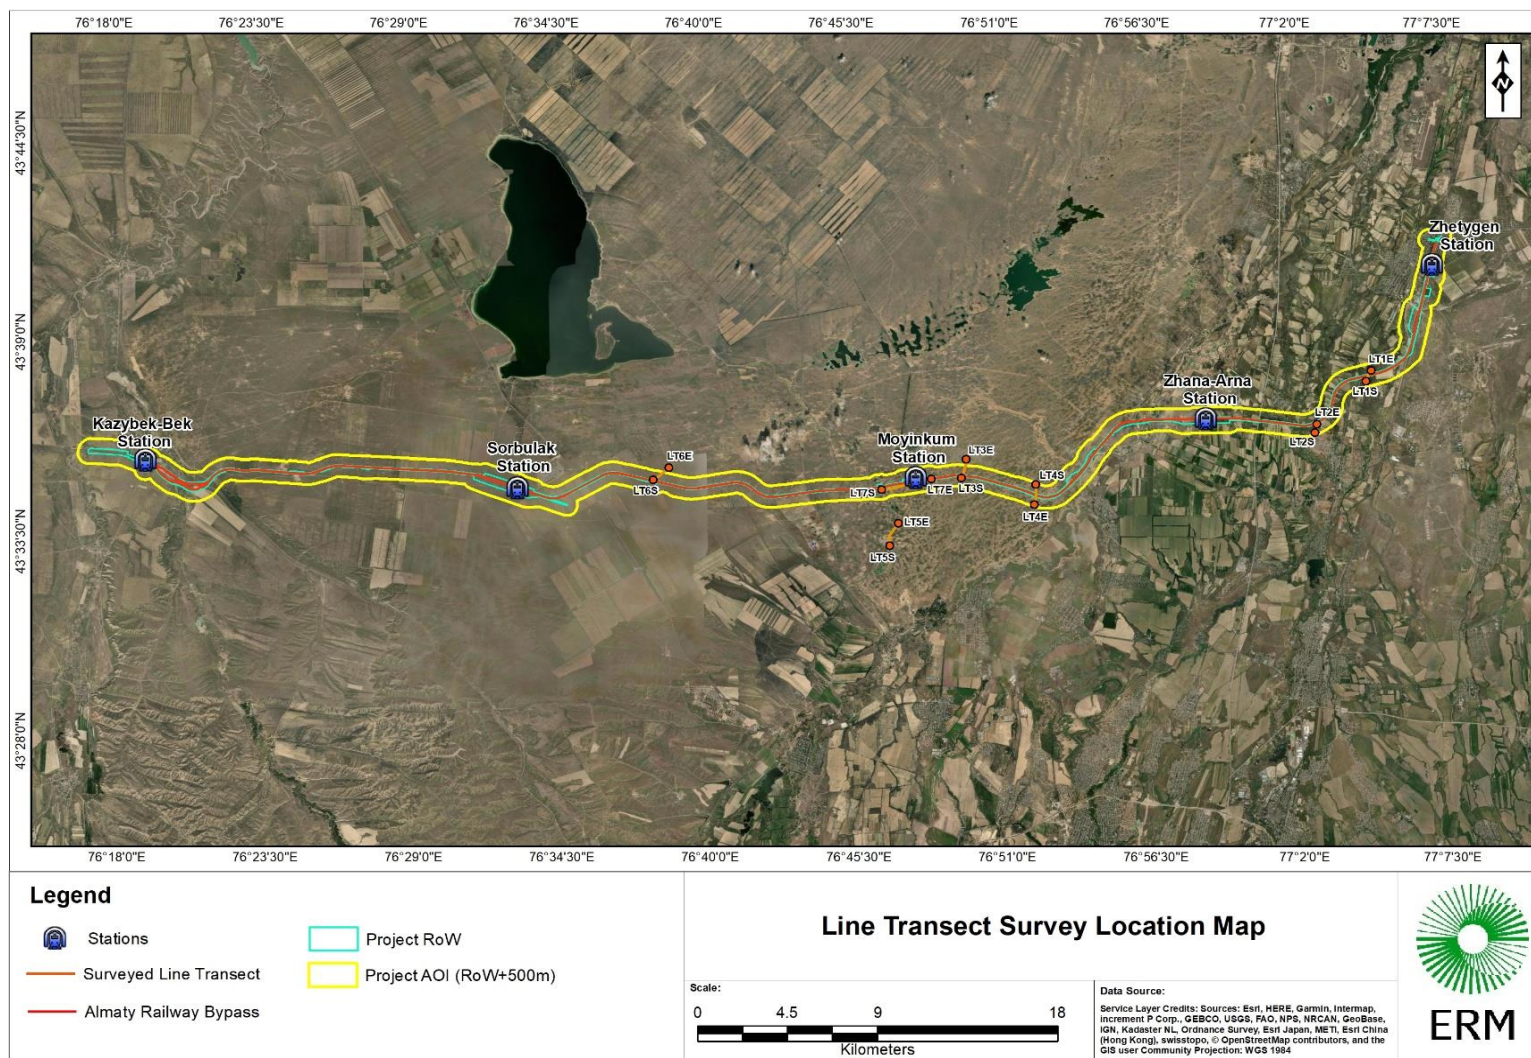 76°18'0"E 76°23'30"E 76°29'0"E 76°34'30"E 76°40'0"E 76°45'30"E 76°51'0"E 76°56'30"E 77°2'0"E 77°7'30"E
43°44'30"N
43°39'0"N
43°33'30"N
43°28'0"N
N
Zhetygen
Station
LT1E
LT1S
Zhana-Arna
Station
LT2E
LT2S
Kazybek-Bek
Station
Sorbulak
Station
LT6E
LT6S
Moyinkum
Station
LT3E
LT3S
LT7S
LT7E
LT4S
LT4E
LT5E
LT5S
76°18'0"E 76°23'30"E 76°29'0"E 76°34'30"E 76°40'0"E 76°45'30"E 76°51'0"E 76°56'30"E 77°2'0"E 77°7'30"E
Legend
Stations
Surveyed Line Transect
Almaty Railway Bypass
Project RoW
Project AOI (RoW+500m)
Line Transect Survey Location Map
Scale:
0 4.5 9 18
Kilometers
Data Source:
Service Layer Credits: Sources: Esri, HERE, Garmin, Intermap,
increment P Corp., GEBCO, USGS, FAO, NPS, NRCAN, GeoBase,
IGN, Kadaster NL, Ordnance Survey, Esri Japan, METI, Esri China
(Hong Kong), swisstopo, © OpenStreetMap contributors, and the
GIS user Community Projection: WGS 1984
ERM